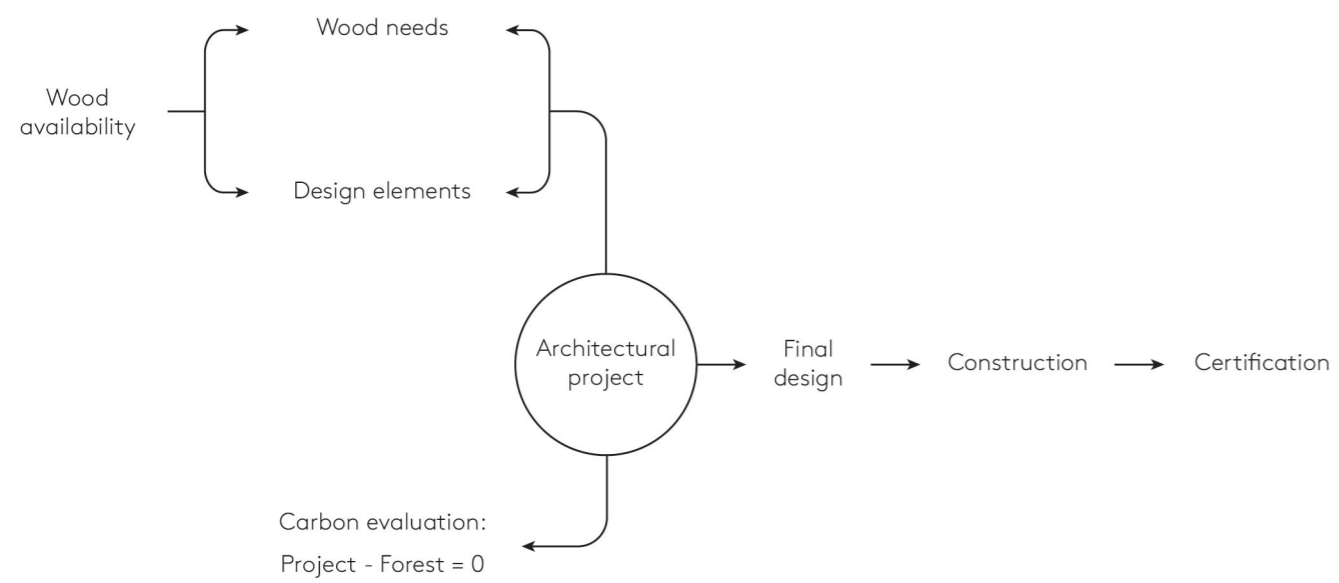 Wood needs
Wood
availability
Design elements
Architectural
project
Final
design
Construction
Certification
Carbon evaluation:
Project - Forest = 0